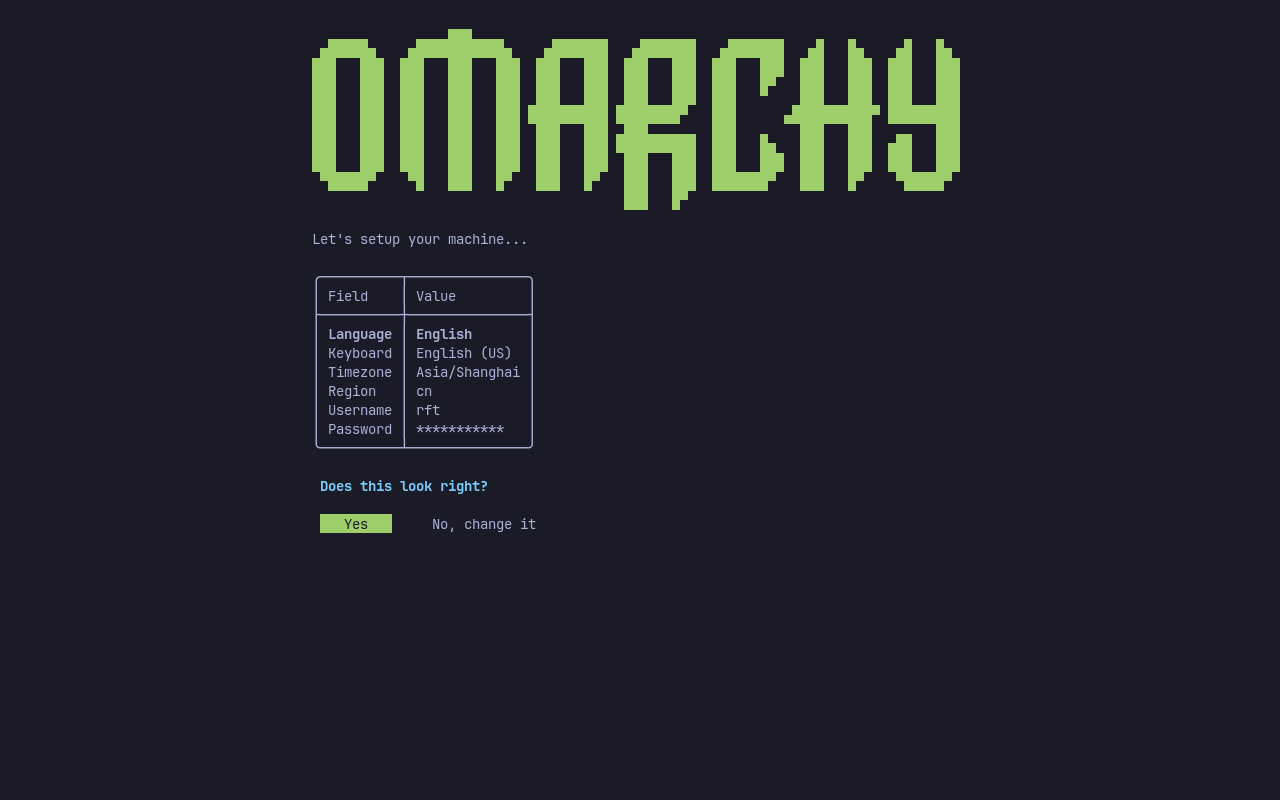 OMARCHY
Let's setup your machine...
Field Value
Language English
Keyboard English (US)
Timezone Asia/Shanghai
Region cn
Username rft
Password ***********
Does this look right?
Yes No, change it